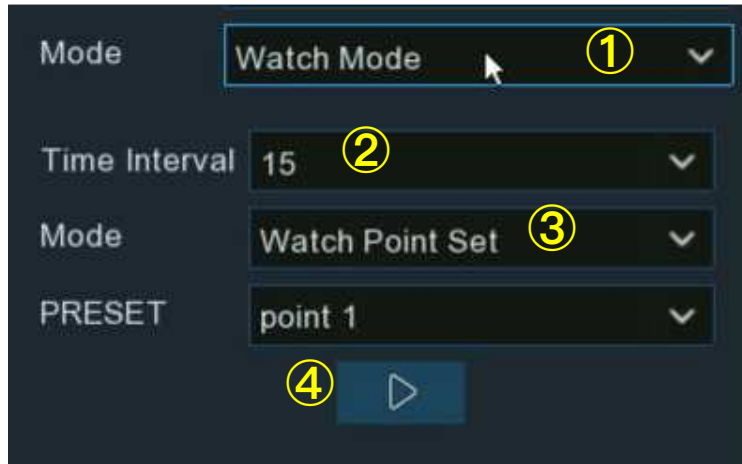 Mode Watch Mode ①
Time Interval 15 ②
Mode Watch Point Set ③
PRESET point 1
④